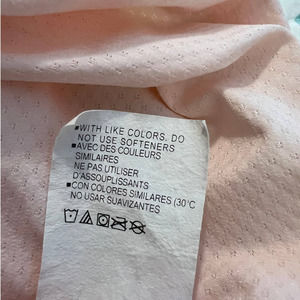 ■WITH LIKE COLORS, DO
NOT USE SOFTENERS
■AVEC DES COULEURS
SIMILAIRES
NE PAS UTILISER
D'ASSOUPLISSANTS
■CON COLORES SIMILARES (30°C
NO USAR SUAVIZANTES